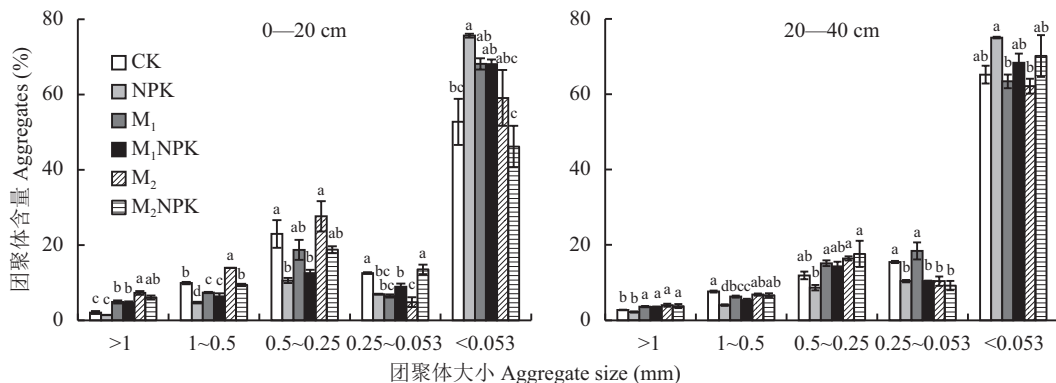 团聚体含量 Aggregates (%)
80
60
40
20
0
0—20 cm
CK
NPK
M₁
M₁NPK
M₂
M₂NPK
c c b b a ab
b d c c a b
a b ab b a ab
a bc bc b c a
bc a ab ab abc c
>1 1~0.5 0.5~0.25 0.25~0.053 <0.053
80
60
40
20
0
20—40 cm
b b a a a a
a d bc c ab ab
ab b a ab a a
a b a b b b
ab a b ab b ab
>1 1~0.5 0.5~0.25 0.25~0.053 <0.053
团聚体大小 Aggregate size (mm)